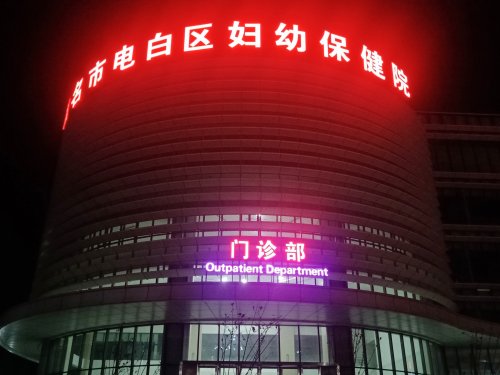 名市电白区妇幼保健院
门诊部
Outpatient Department